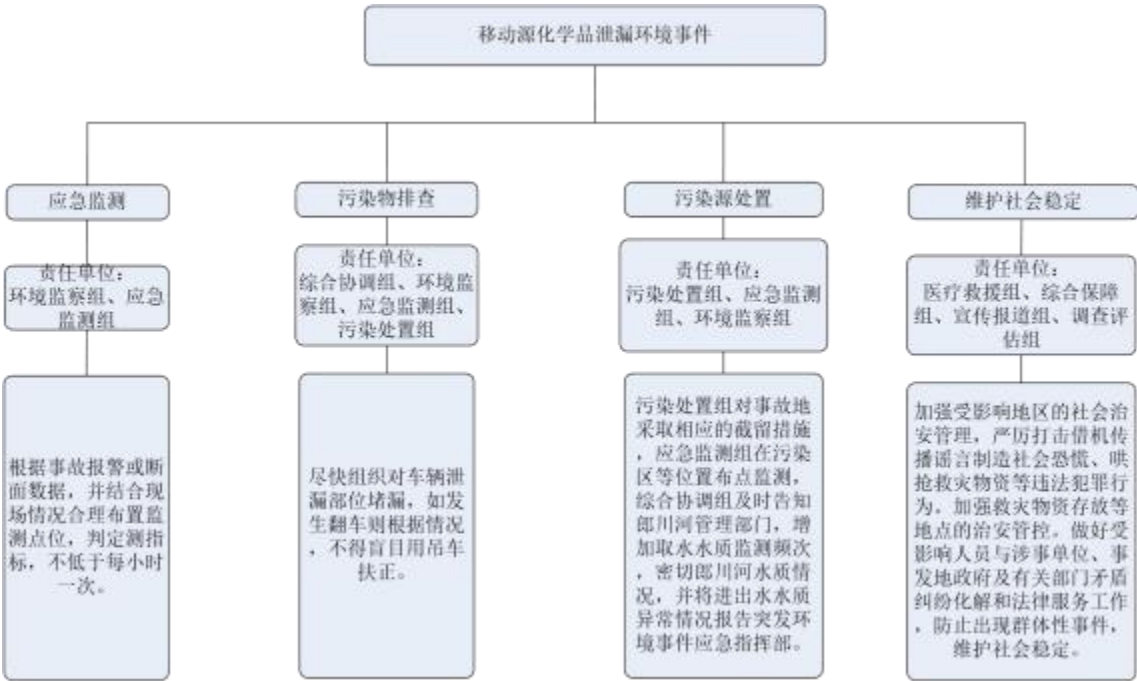 移动源化学品泄漏环境事件
应急监测
污染物排查
污染源处置
维护社会稳定
责任单位：
环境监察组、应急
监测组
责任单位：
综合协调组、环境监
察组、应急监测组、
污染处置组
责任单位：
污染处置组、应急监测
组、环境监察组
责任单位：
医疗救援组、综合保障
组、宣传报道组、调查评
估组
根据事故报警或断
面数据，并结合现
场情况合理布置监
测点位，判定测指
标，不低于每小时
一次。
尽快组织对车辆泄
漏部位堵漏，如发
生翻车则根据情况
，不得盲目用吊车
扶正。
污染处置组对事故地
采取相应的截留措施
，应急监测组在污染
区等位置布点监测，
综合协调组及时告知
郎川河管理部门，增
加取水水质监测频次
，密切郎川河水质情
况，并将进出水水质
异常情况报告突发环
境事件应急指挥部。
加强受影响地区的社会治
安管理，严厉打击借机传
播谣言制造社会恐慌、哄
抢救灾物资等违法犯罪行
为。加强救灾物资存放等
地点的治安管控。做好受
影响人员与涉事单位、事
发地政府及有关部门矛盾
纠纷化解和法律服务工作
，防止出现群体性事件，
维护社会稳定。